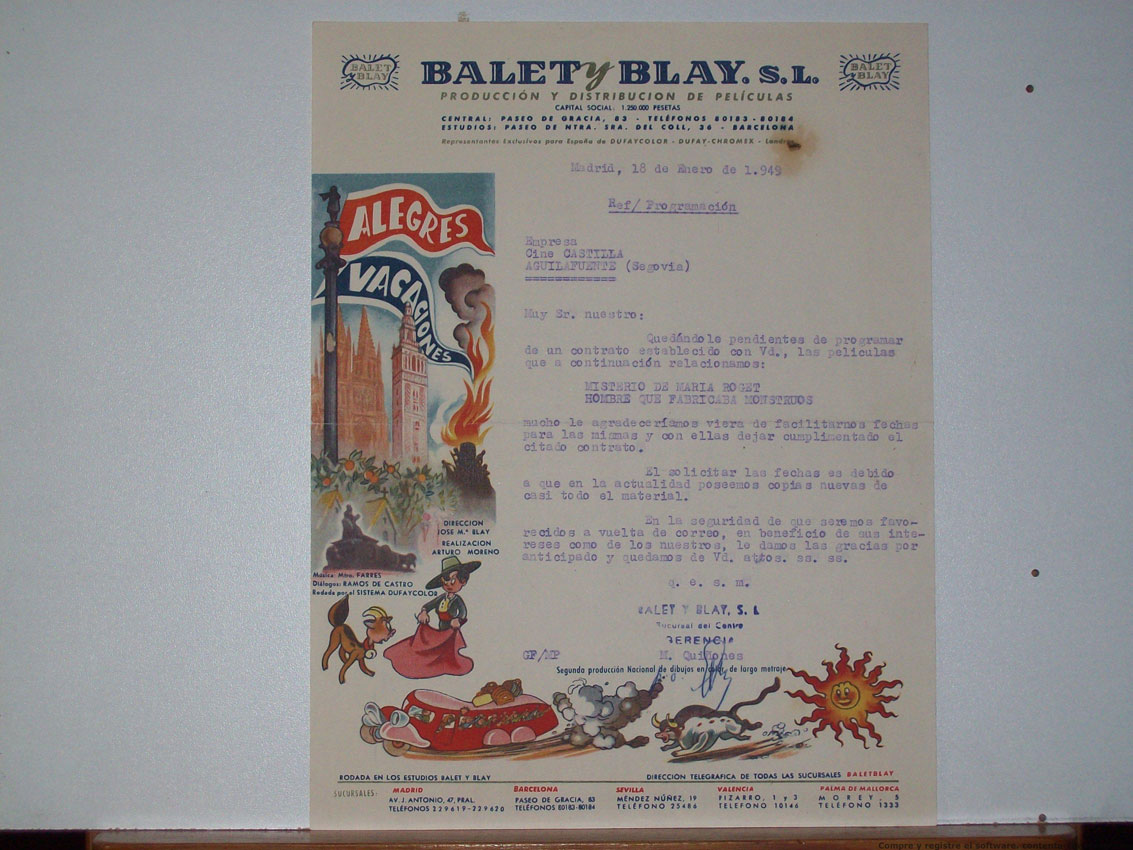 BALET Y BLAY
BALET y BLAY. S.L.
BALET Y BLAY
PRODUCCIÓN Y DISTRIBUCION DE PELÍCULAS
CAPITAL SOCIAL: 1.250.000 PESETAS
CENTRAL: PASEO DE GRACIA, 83 - TELÉFONOS 80183-80184
ESTUDIOS: PASEO DE NTRA. SRA. DEL COLL, 36 - BARCELONA
Representantes Exclusivos para España de DUFAYCOLOR - DUFAY-CHROMEX - Londres
Madrid, 18 de Enero de 1.949
Ref/ Programación
Empresa
Cine CASTILLA
AGUILAFUENTE (Segovia)
Muy Sr. nuestro:
Quedándole pendientes de programar
de un contrato establecido con Vd., las peliculas
que a continuación relacionamos:
MISTERIO DE MARIA ROGET
HOMBRE QUE FABRICABA MONSTRUOS
mucho le agradeceríamos viera de facilitarnos fechas
para las mismas y con ellas dejar cumplimentado el
citado contrato.
El solicitar las fechas es debido
a que en la actualidad poseemos copias nuevas de
casi todo el material.
En la seguridad de que seremos favo-
recidos a vuelta de correo, en beneficio de sus inte-
reses como de los nuestros, le damos las gracias por
anticipado y quedamos de Vd. attos. ss. ss.
q. e. s. m.
BALET Y BLAY, S. L
Sucursal del Centro
GERENCIA
GF/MP
M. Quiñones
ALEGRES
VACACIONES
DIRECCION
JOSE Mª BLAY
REALIZACION
ARTURO MORENO
Música: Mtro. FARRES
Diálogos: RAMOS DE CASTRO
Rodada por el SISTEMA DUFAYCOLOR
Segunda producción Nacional de dibujos en color, de largo metraje
RODADA EN LOS ESTUDIOS BALET Y BLAY
DIRECCION TELEGRAFICA DE TODAS LAS SUCURSALES BALETBLAY
SUCURSALES:
MADRID
AV. J. ANTONIO, 47, PRAL.
TELÉFONOS 229619-229620
BARCELONA
PASEO DE GRACIA, 83
TELÉFONOS 80183-80184
SEVILLA
MÉNDEZ NÚÑEZ, 19
TELÉFONO 25486
VALENCIA
PIZARRO, 1 y 3
TELÉFONO 10146
PALMA DE MALLORCA
MOREY, 5
TELÉFONO 1333
Compre y registre el software,